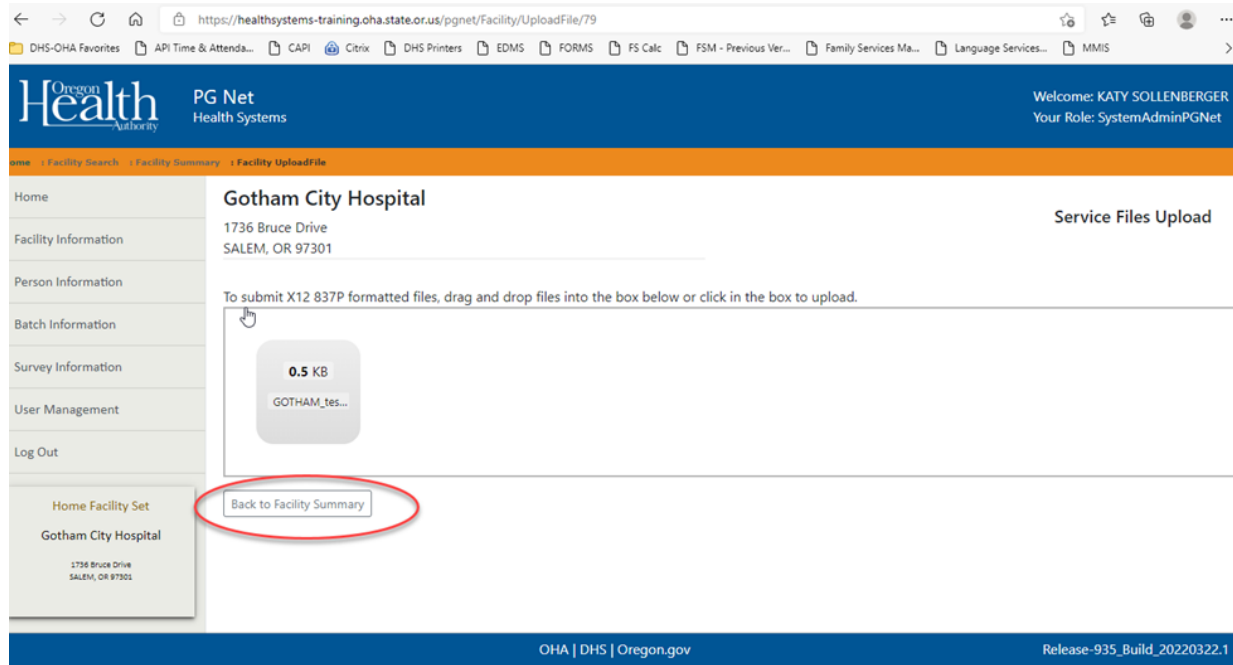 https://healthsystems-training.oha.state.or.us/pgnet/Facility/UploadFile/79
DHS-OHA Favorites API Time & Attenda... CAPI Citrix DHS Printers EDMS FORMS FS Calc FSM - Previous Ver... Family Services Ma... Language Services... MMIS
Oregon Health Authority
PG Net
Health Systems
Welcome: KATY SOLLENBERGER
Your Role: SystemAdminPGNet
ome : Facility Search : Facility Summary : Facility UploadFile
Home
Facility Information
Person Information
Batch Information
Survey Information
User Management
Log Out
Home Facility Set
Gotham City Hospital
1736 Bruce Drive
SALEM, OR 97301
Gotham City Hospital
1736 Bruce Drive
SALEM, OR 97301
Service Files Upload
To submit X12 837P formatted files, drag and drop files into the box below or click in the box to upload.
0.5 KB
GOTHAM_tes...
Back to Facility Summary
OHA | DHS | Oregon.gov
Release-935_Build_20220322.1